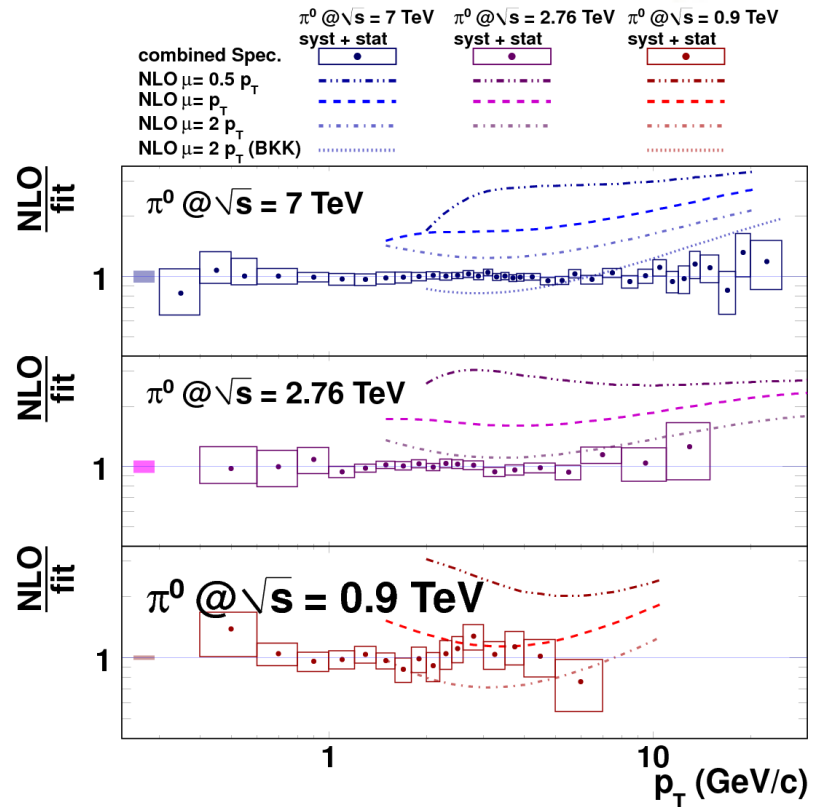 π⁰ @√s = 7 TeV π⁰ @√s = 2.76 TeV π⁰ @√s = 0.9 TeV
syst + stat syst + stat syst + stat
combined Spec.
NLO μ= 0.5 p_T
NLO μ= p_T
NLO μ= 2 p_T
NLO μ= 2 p_T (BKK)
NLO
fit
π⁰ @√s = 7 TeV
1
NLO
fit
π⁰ @√s = 2.76 TeV
1
NLO
fit
π⁰ @√s = 0.9 TeV
1
1 10
p_T (GeV/c)